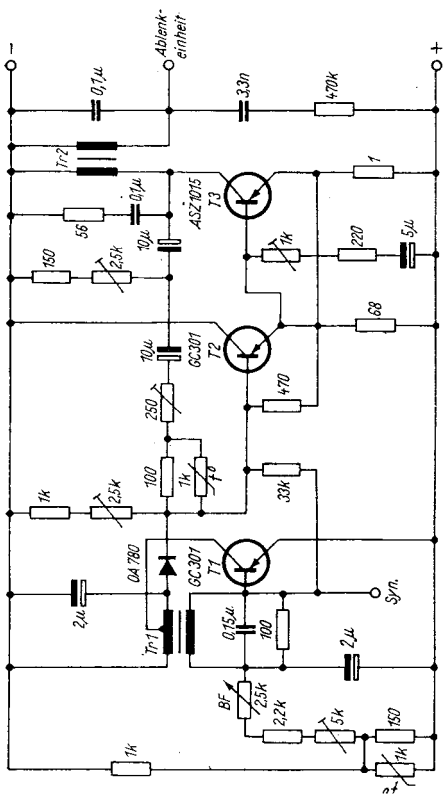 −
+
Ablenk-
einheit
0,1µ
3,3n
470k
Tr2
56
0,1µ
10µ
ASZ1015
T3
1
1k
220
5µ
150
2,5k
10µ
GC301
T2
68
250
470
100
1k
33k
1k
2,5k
OA780
GC301
T1
Syn.
2µ
Tr1
0,15µ
100
2µ
BF
2,5k
2,2k
5k
150
1k
1k